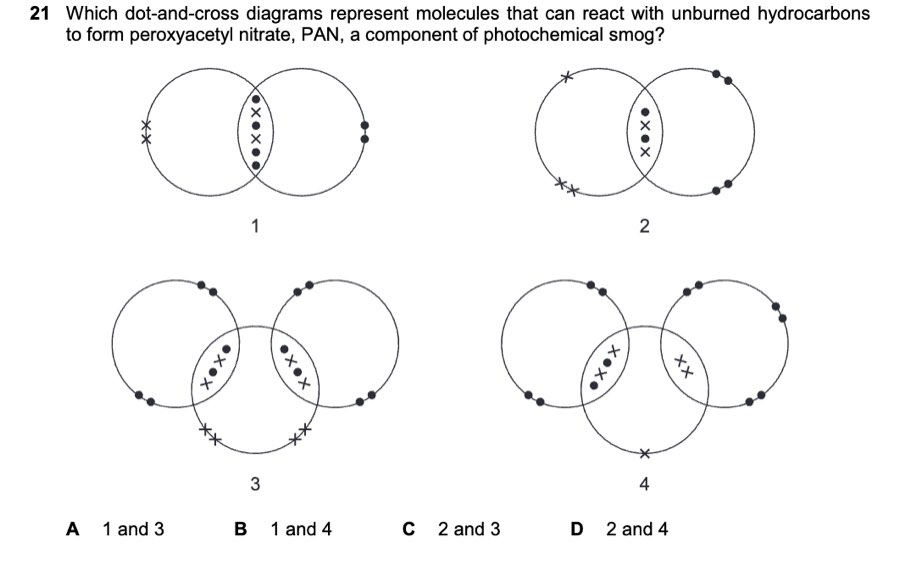 21 Which dot-and-cross diagrams represent molecules that can react with unburned hydrocarbons
to form peroxyacetyl nitrate, PAN, a component of photochemical smog?
1 2
3 4
A 1 and 3 B 1 and 4 C 2 and 3 D 2 and 4